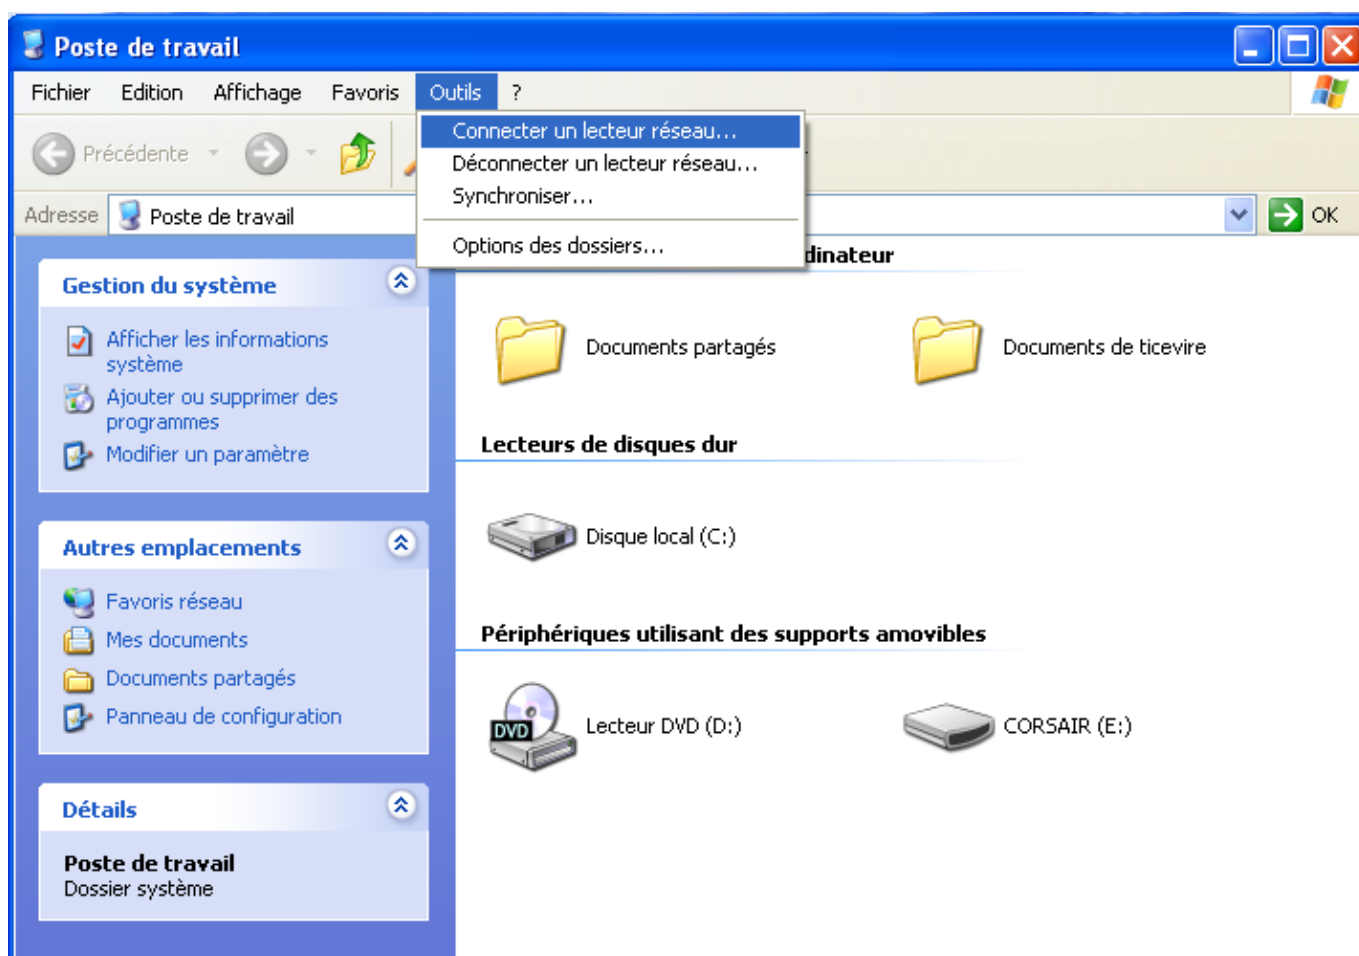 Poste de travail
Fichier Edition Affichage Favoris Outils ?
Connecter un lecteur réseau...
Déconnecter un lecteur réseau...
Synchroniser...
Options des dossiers...
Précédente
Adresse Poste de travail OK
dinateur
Gestion du système
Afficher les informations
système
Ajouter ou supprimer des
programmes
Modifier un paramètre
Autres emplacements
Favoris réseau
Mes documents
Documents partagés
Panneau de configuration
Détails
Poste de travail
Dossier système
Documents partagés Documents de ticevire
Lecteurs de disques dur
Disque local (C:)
Périphériques utilisant des supports amovibles
DVD
Lecteur DVD (D:) CORSAIR (E:)